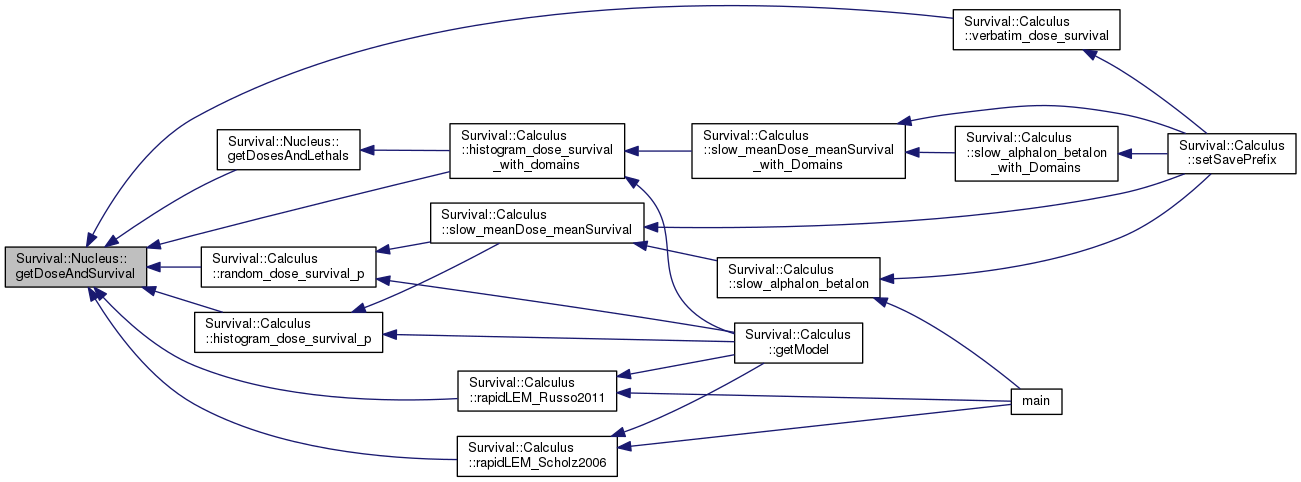 Survival::Calculus
::verbatim_dose_survival
Survival::Nucleus::
getDosesAndLethals
Survival::Calculus
::histogram_dose_survival
_with_domains
Survival::Calculus
::slow_meanDose_meanSurvival
_with_Domains
Survival::Calculus
::slow_alphaIon_betaIon
_with_Domains
Survival::Calculus
::setSavePrefix
Survival::Calculus
::slow_meanDose_meanSurvival
Survival::Nucleus::
getDoseAndSurvival
Survival::Calculus
::random_dose_survival_p
Survival::Calculus
::slow_alphaIon_betaIon
Survival::Calculus
::histogram_dose_survival_p
Survival::Calculus
::getModel
Survival::Calculus
::rapidLEM_Russo2011
main
Survival::Calculus
::rapidLEM_Scholz2006